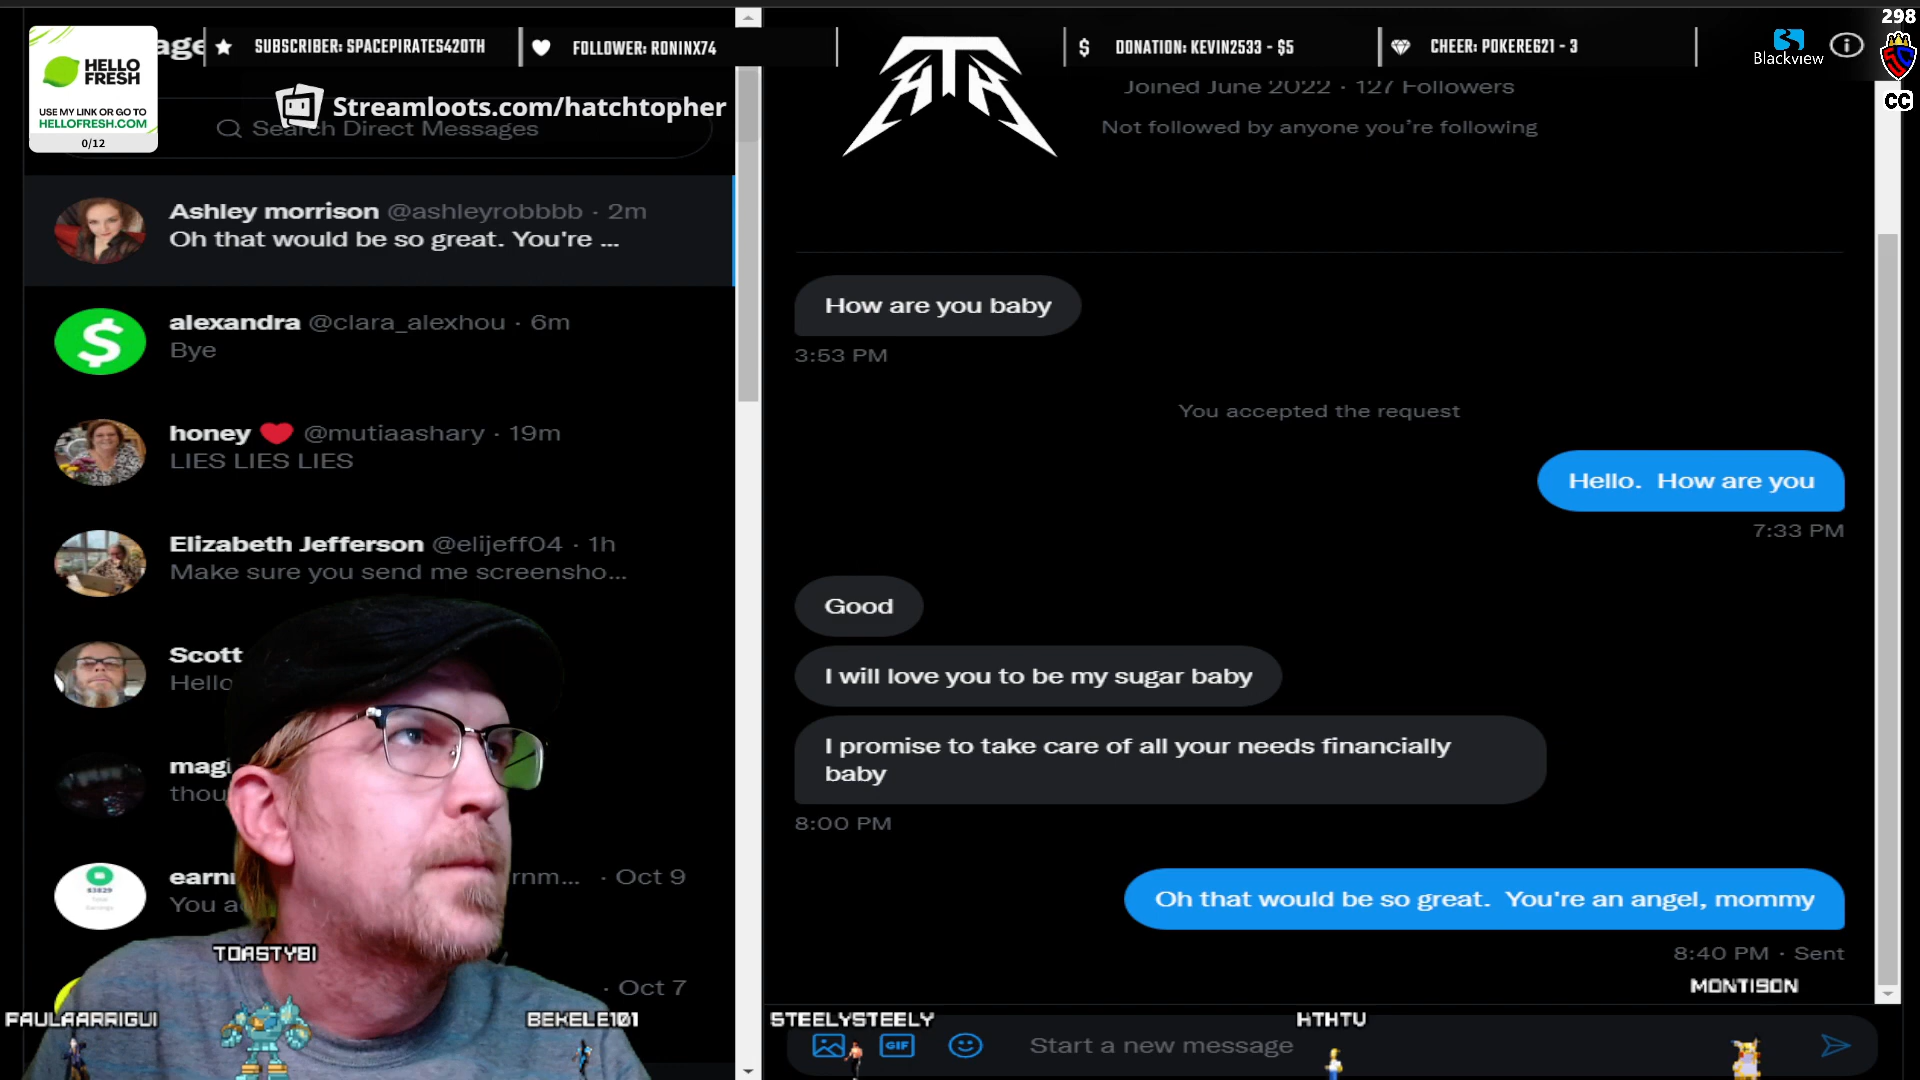 298
HELLO
FRESH
USE MY LINK OR GO TO
HELLOFRESH.COM
0/12
SUBSCRIBER: SPACEPIRATES420TH
FOLLOWER: RONINX74
DONATION: KEVIN2533 - $5
CHEER: POKERE621 - 3
Blackview
CC
Streamloots.com/hatchtopher
Search Direct Messages
Joined June 2022 · 127 Followers
Not followed by anyone you're following
Ashley morrison @ashleyrobbbb · 2m
Oh that would be so great. You're ...
alexandra @clara_alexhou · 6m
Bye
honey @mutiaashary · 19m
LIES LIES LIES
Elizabeth Jefferson @elijeff04 · 1h
Make sure you send me screensho...
Scott
Hello
Oct 9
Oct 7
How are you baby
3:53 PM
You accepted the request
Hello. How are you
7:33 PM
Good
I will love you to be my sugar baby
I promise to take care of all your needs financially
baby
8:00 PM
Oh that would be so great. You're an angel, mommy
8:40 PM · Sent
TOASTYBI
MONTISON
PAULAARRIGUI
BEKELE101
STEELYSTEELY
HTHTV
GIF
Start a new message